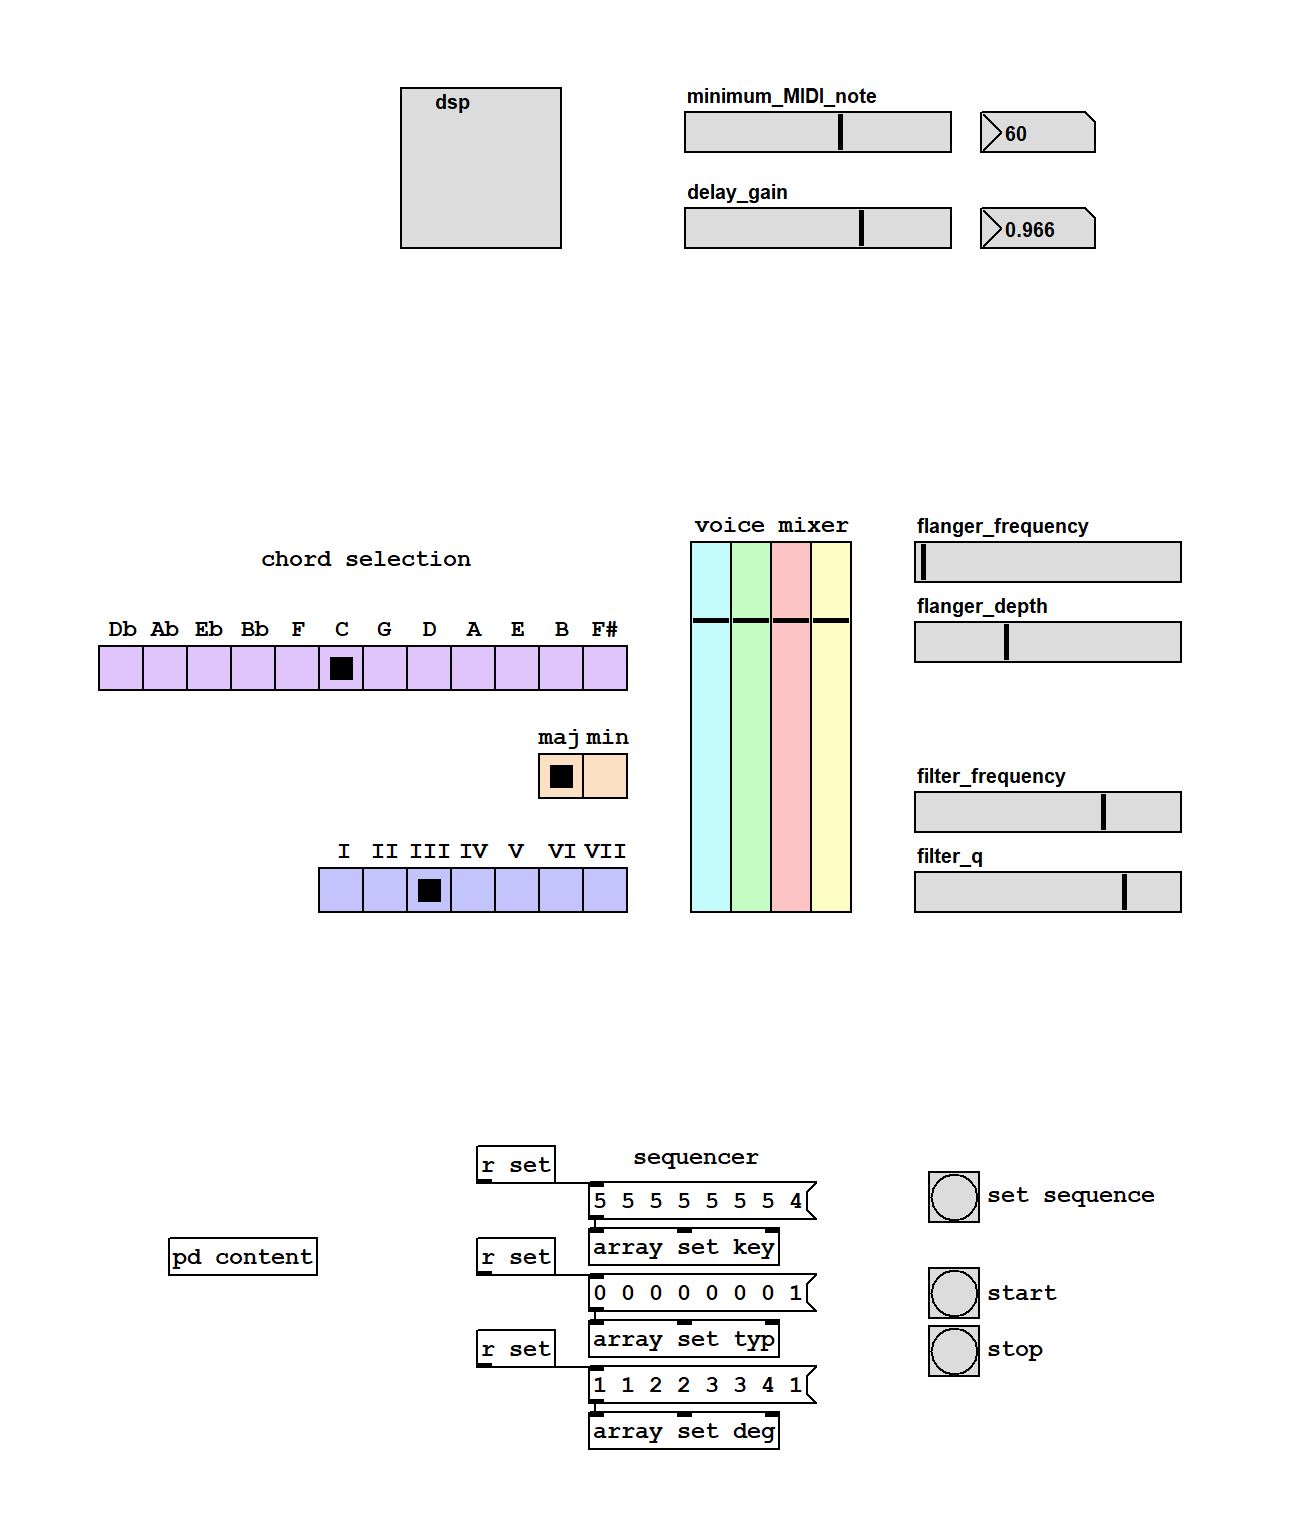 dsp
minimum_MIDI_note
60
delay_gain
0.966
voice mixer
flanger_frequency
chord selection
flanger_depth
Db Ab Eb Bb F C G D A E B F#
maj min
filter_frequency
I II III IV V VI VII
filter_q
r set
sequencer
5 5 5 5 5 5 5 4
set sequence
array set key
pd content
r set
0 0 0 0 0 0 0 1
start
array set typ
r set
stop
1 1 2 2 3 3 4 1
array set deg